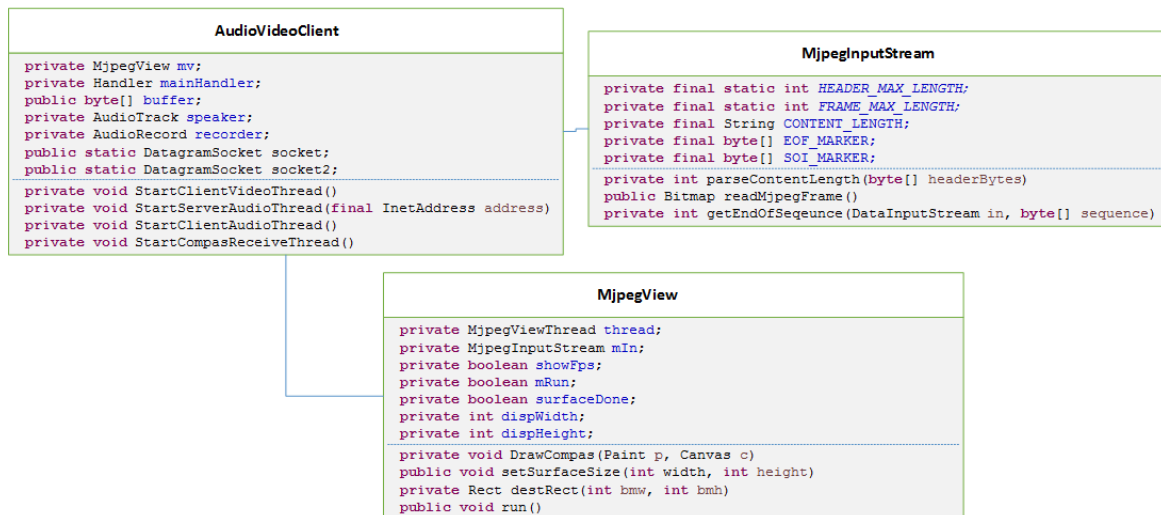 AudioVideoClient
private MjpegView mv;
private Handler mainHandler;
public byte[] buffer;
private AudioTrack speaker;
private AudioRecord recorder;
public static DatagramSocket socket;
public static DatagramSocket socket2;
private void StartClientVideoThread()
private void StartServerAudioThread(final InetAddress address)
private void StartClientAudioThread()
private void StartCompasReceiveThread()
MjpegInputStream
private final static int HEADER_MAX_LENGTH;
private final static int FRAME_MAX_LENGTH;
private final String CONTENT_LENGTH;
private final byte[] EOF_MARKER;
private final byte[] SOI_MARKER;
private int parseContentLength(byte[] headerBytes)
public Bitmap readMjpegFrame()
private int getEndOfSeqeunce(DataInputStream in, byte[] sequence)
MjpegView
private MjpegViewThread thread;
private MjpegInputStream mIn;
private boolean showFps;
private boolean mRun;
private boolean surfaceDone;
private int dispWidth;
private int dispHeight;
private void DrawCompas(Paint p, Canvas c)
public void setSurfaceSize(int width, int height)
private Rect destRect(int bmw, int bmh)
public void run()